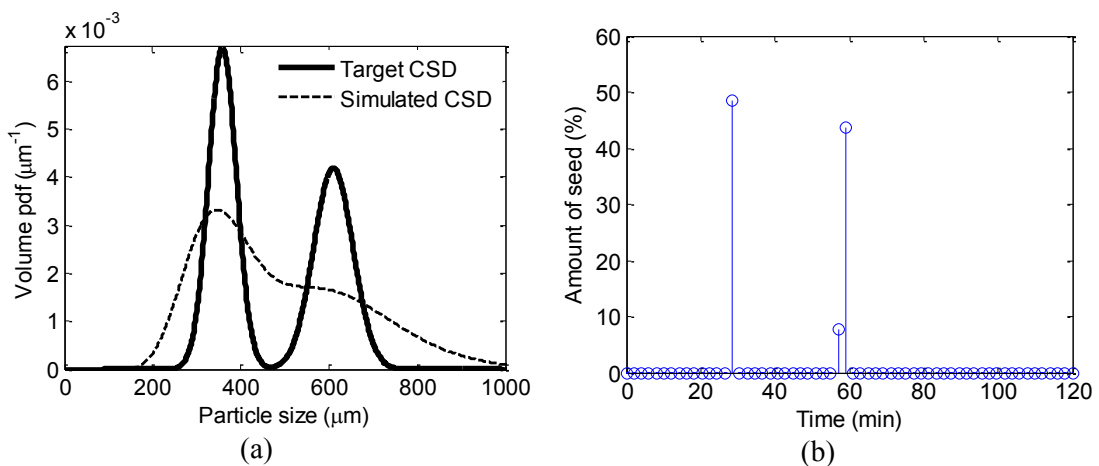 x 10⁻³
6
5
4
3
2
1
0
Volume pdf (μm⁻¹)
Target CSD
Simulated CSD
0 200 400 600 800 1000
Particle size (μm)
(a)
60
50
40
30
20
10
0
Amount of seed (%)
0 20 40 60 80 100 120
Time (min)
(b)